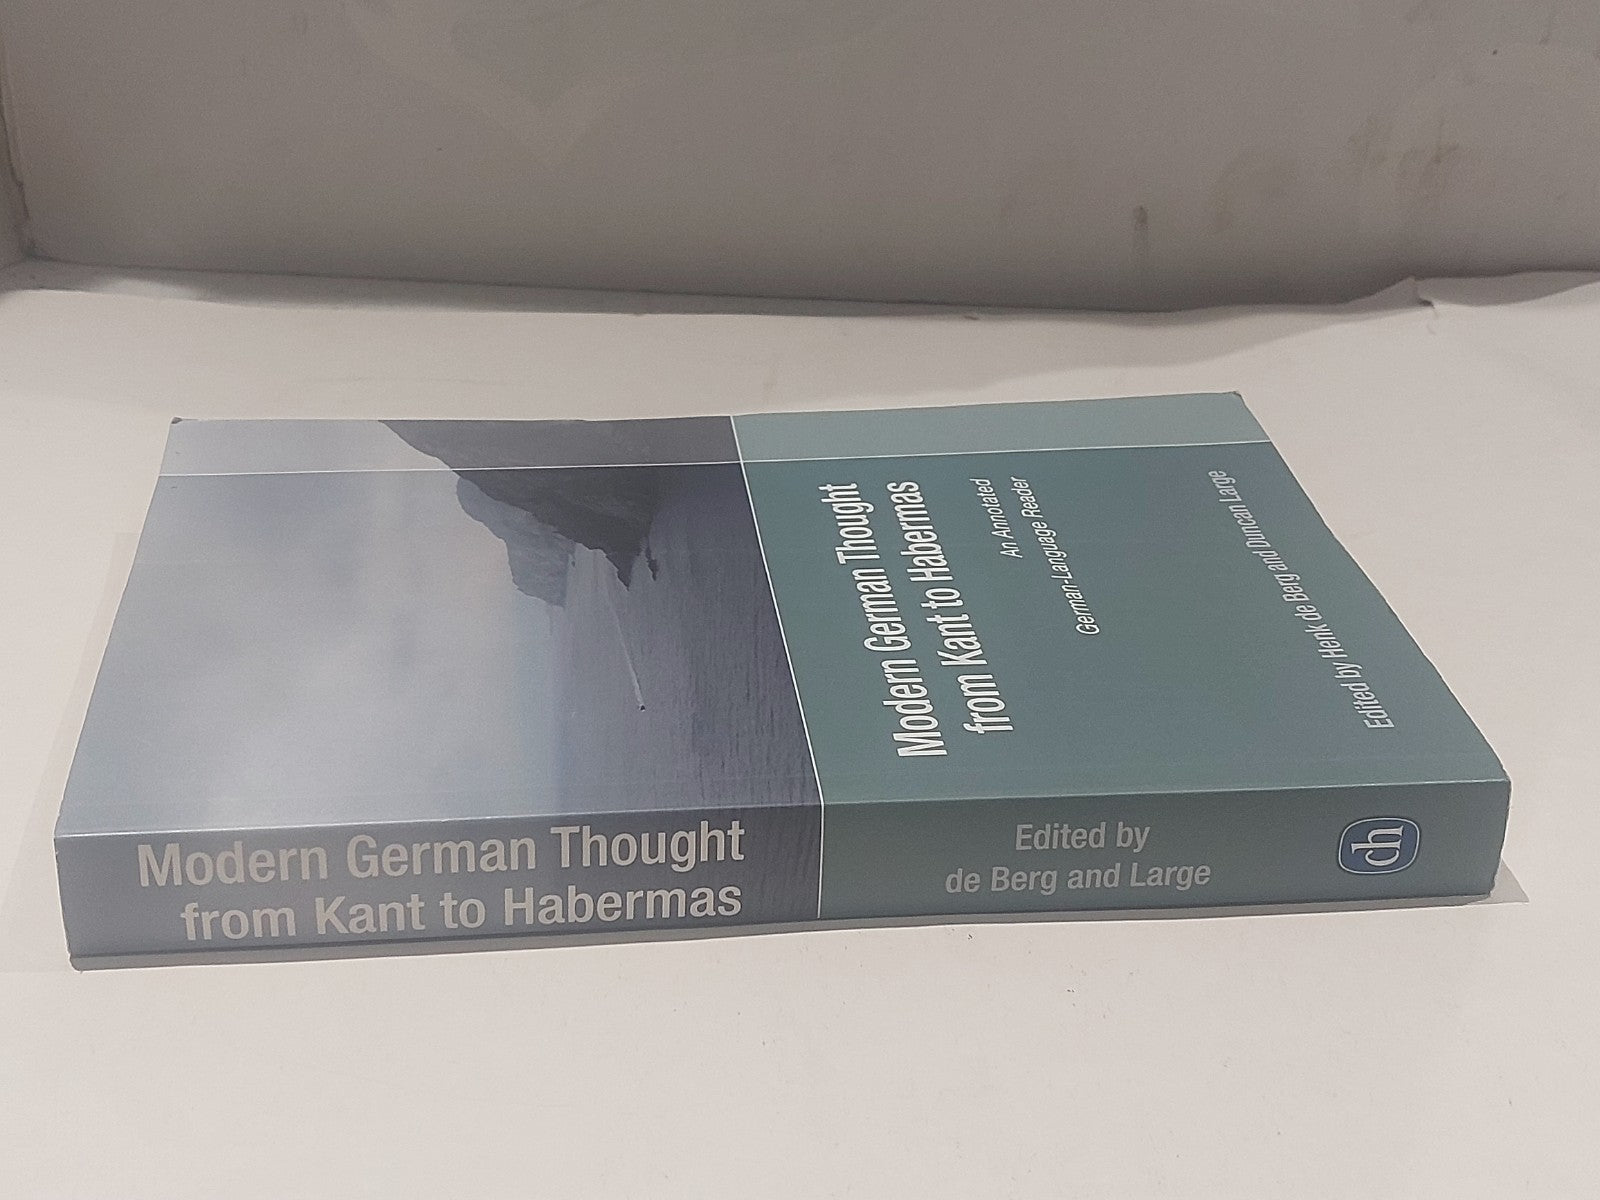 Modern German Thought
from Kant to Habermas
An Annotated
German-Language Reader
Edited by Henk de Berg and Duncan Large
Modern German Thought
from Kant to Habermas
Edited by
de Berg and Large
ch